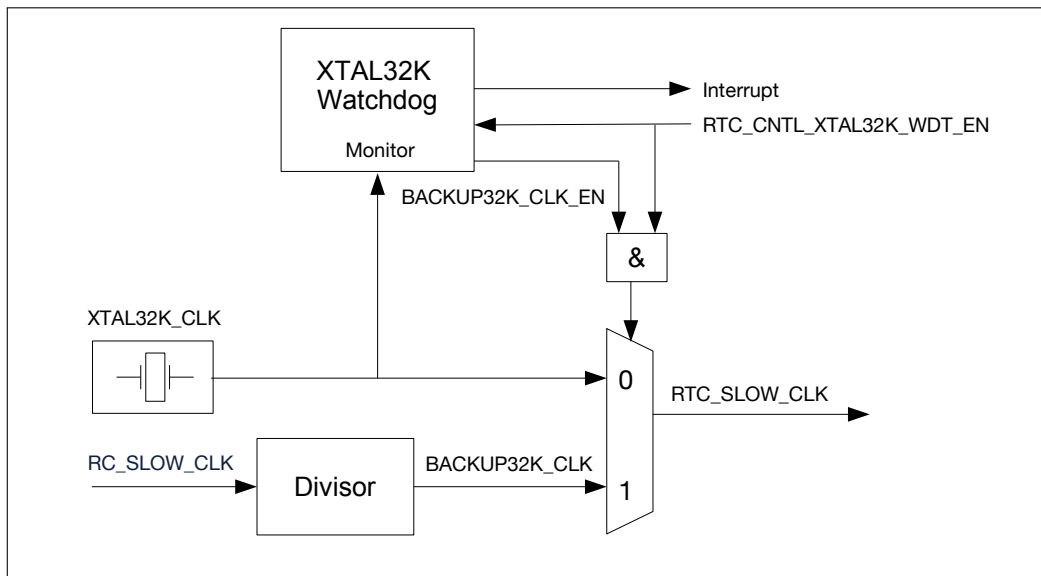 XTAL32K
Watchdog
Interrupt
RTC_CNTL_XTAL32K_WDT_EN
Monitor
BACKUP32K_CLK_EN
&
XTAL32K_CLK
0
RTC_SLOW_CLK
RC_SLOW_CLK
BACKUP32K_CLK
Divisor
1